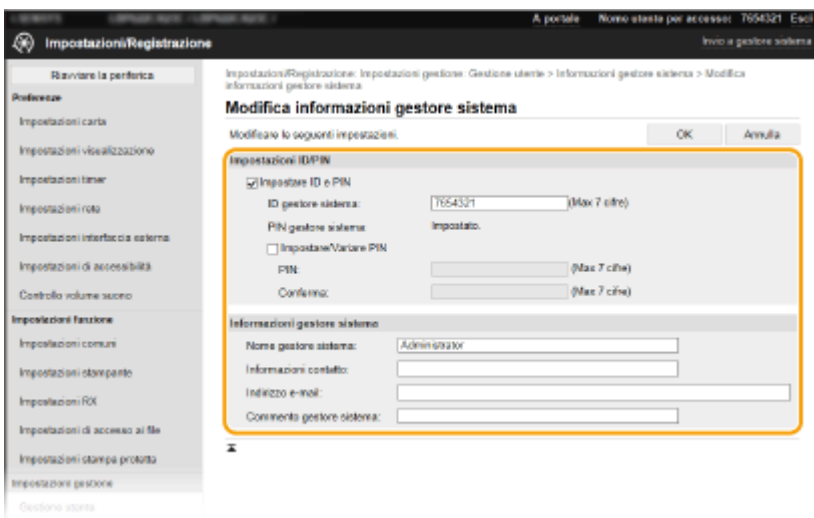 A portale Nome utente per accesso: 7654321 Esci
Impostazioni/Registrazione
Invio a gestore sistema
Riavviare la periferica
Preferenze
Impostazioni carta
Impostazioni visualizzazione
Impostazioni timer
Impostazioni rete
Impostazioni interfaccia esterna
Impostazioni di accessibilità
Controllo volume suono
Impostazioni funzione
Impostazioni comuni
Impostazioni stampante
Impostazioni RX
Impostazioni di accesso ai file
Impostazioni stampa protetta
Impostazioni gestione
Gestione utente
Impostazioni/Registrazione: Impostazioni gestione: Gestione utente > Informazioni gestore sistema > Modifica
informazioni gestore sistema
Modifica informazioni gestore sistema
Modificare le seguenti impostazioni.
OK
Annulla
Impostazioni ID/PIN
Impostare ID e PIN
ID gestore sistema: 7654321 (Max 7 cifre)
PIN gestore sistema: Impostato.
Impostare/Variare PIN
PIN: (Max 7 cifre)
Conferma: (Max 7 cifre)
Informazioni gestore sistema
Nome gestore sistema: Administrator
Informazioni contatto:
Indirizzo e-mail:
Commento gestore sistema: